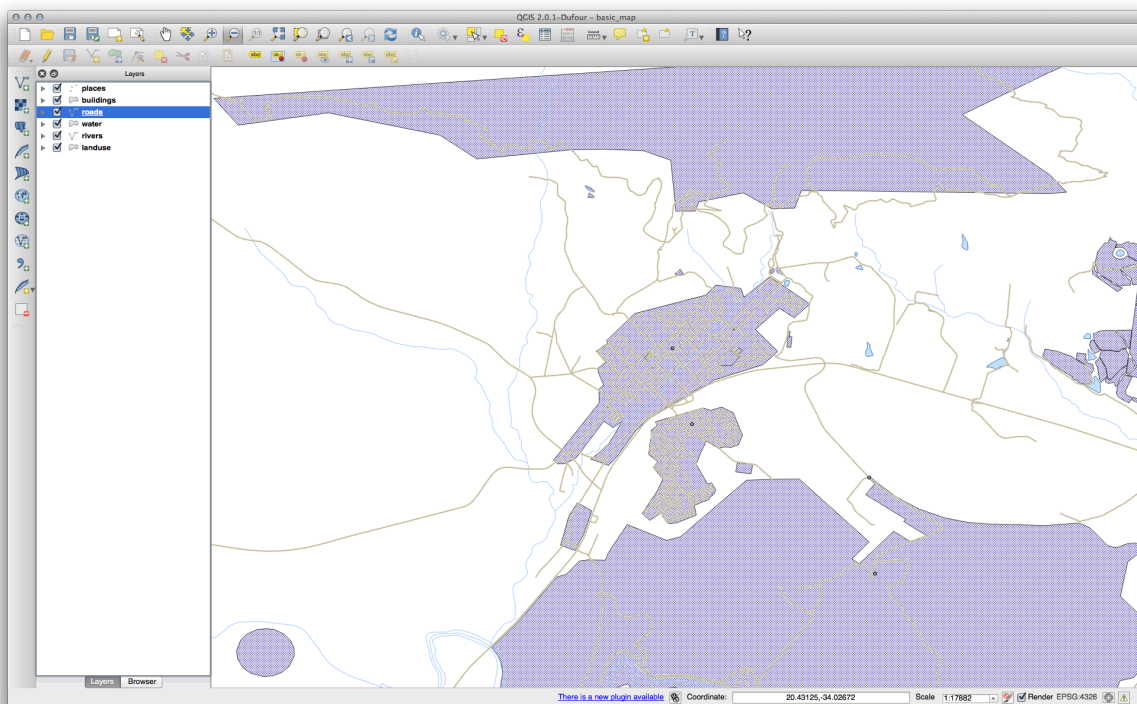 QGIS 2.0.1-Dufour - basic_map
Layers
places
buildings
roads
water
rivers
landuse
Layers Browser
There is a new plugin available Coordinate: 20.43125,-34.02672 Scale 1:17882 Render EPSG:4326